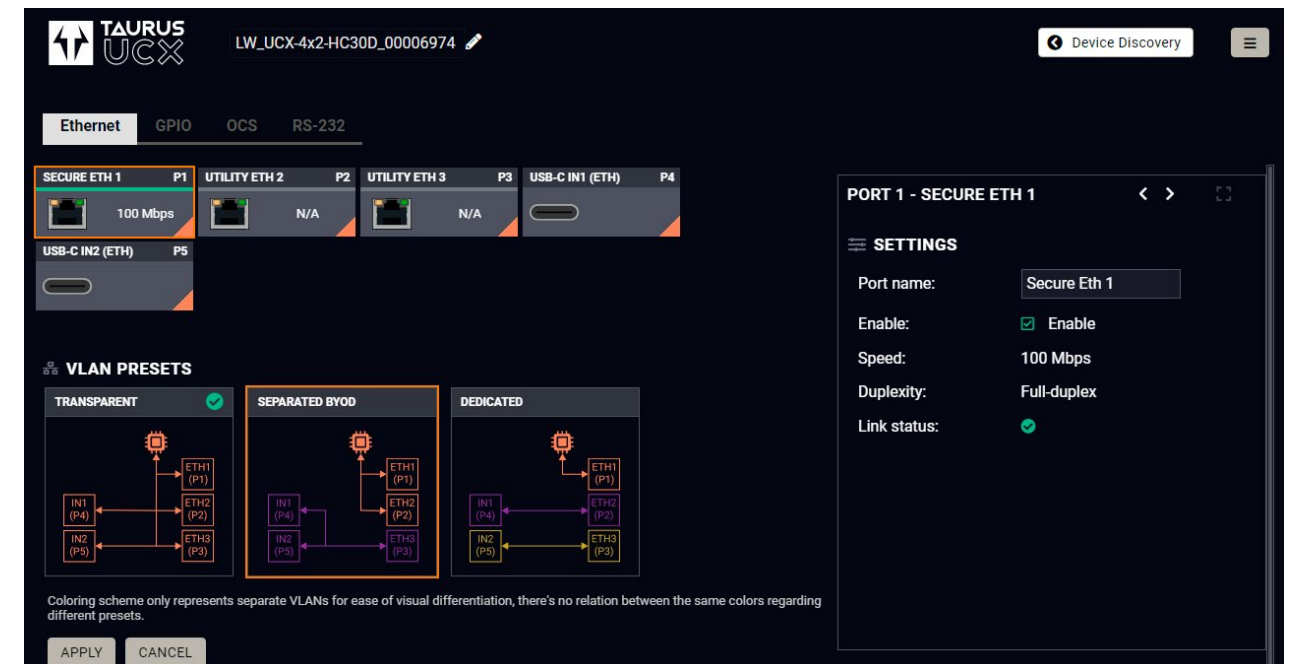 TAURUS
UCX
LW_UCX-4x2-HC30D_00006974
Device Discovery
Ethernet GPIO OCS RS-232
SECURE ETH 1 P1
100 Mbps
UTILITY ETH 2 P2
N/A
UTILITY ETH 3 P3
N/A
USB-C IN1 (ETH) P4
USB-C IN2 (ETH) P5
VLAN PRESETS
TRANSPARENT
ETH1
(P1)
IN1
(P4)
ETH2
(P2)
IN2
(P5)
ETH3
(P3)
SEPARATED BYOD
ETH1
(P1)
IN1
(P4)
ETH2
(P2)
IN2
(P5)
ETH3
(P3)
DEDICATED
ETH1
(P1)
IN1
(P4)
ETH2
(P2)
IN2
(P5)
ETH3
(P3)
Coloring scheme only represents separate VLANs for ease of visual differentiation, there's no relation between the same colors regarding
different presets.
APPLY CANCEL
PORT 1 - SECURE ETH 1
SETTINGS
Port name: Secure Eth 1
Enable: Enable
Speed: 100 Mbps
Duplexity: Full-duplex
Link status: